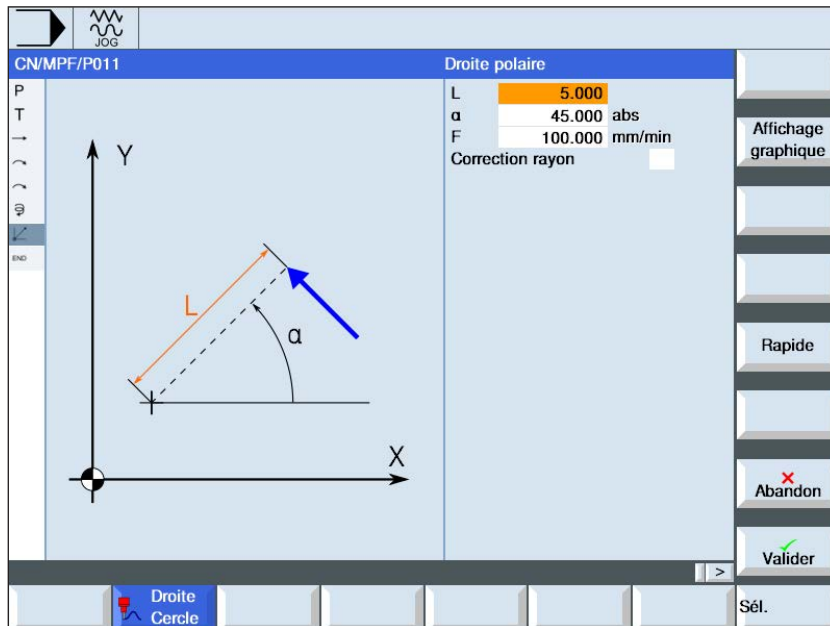 JOG
CN/MPF/P011
Droite polaire
P
T
END
Y
L
α
X
L 5.000
α 45.000 abs
F 100.000 mm/min
Correction rayon
Affichage
graphique
Rapide
Abandon
Valider
>
Droite
Cercle
Sél.